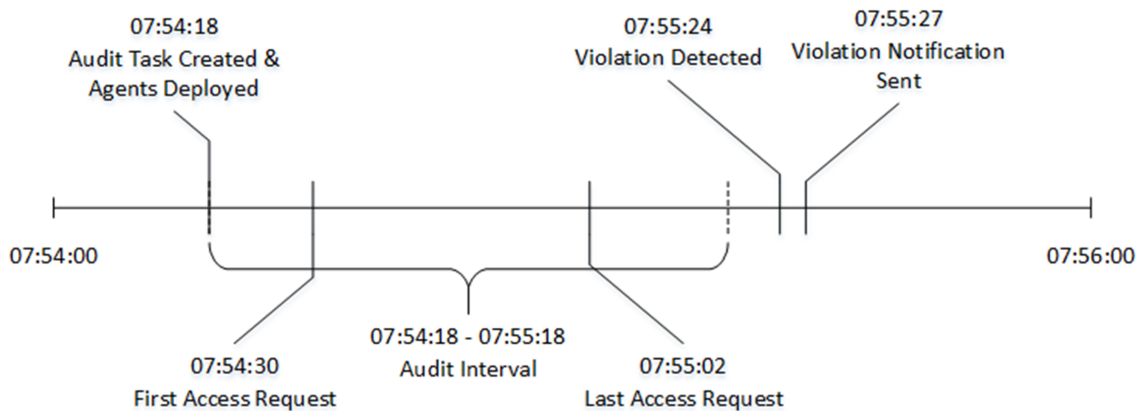 07:54:18
Audit Task Created &
Agents Deployed
07:55:24
Violation Detected
07:55:27
Violation Notification
Sent
07:54:00
07:56:00
07:54:18 - 07:55:18
Audit Interval
07:54:30
First Access Request
07:55:02
Last Access Request